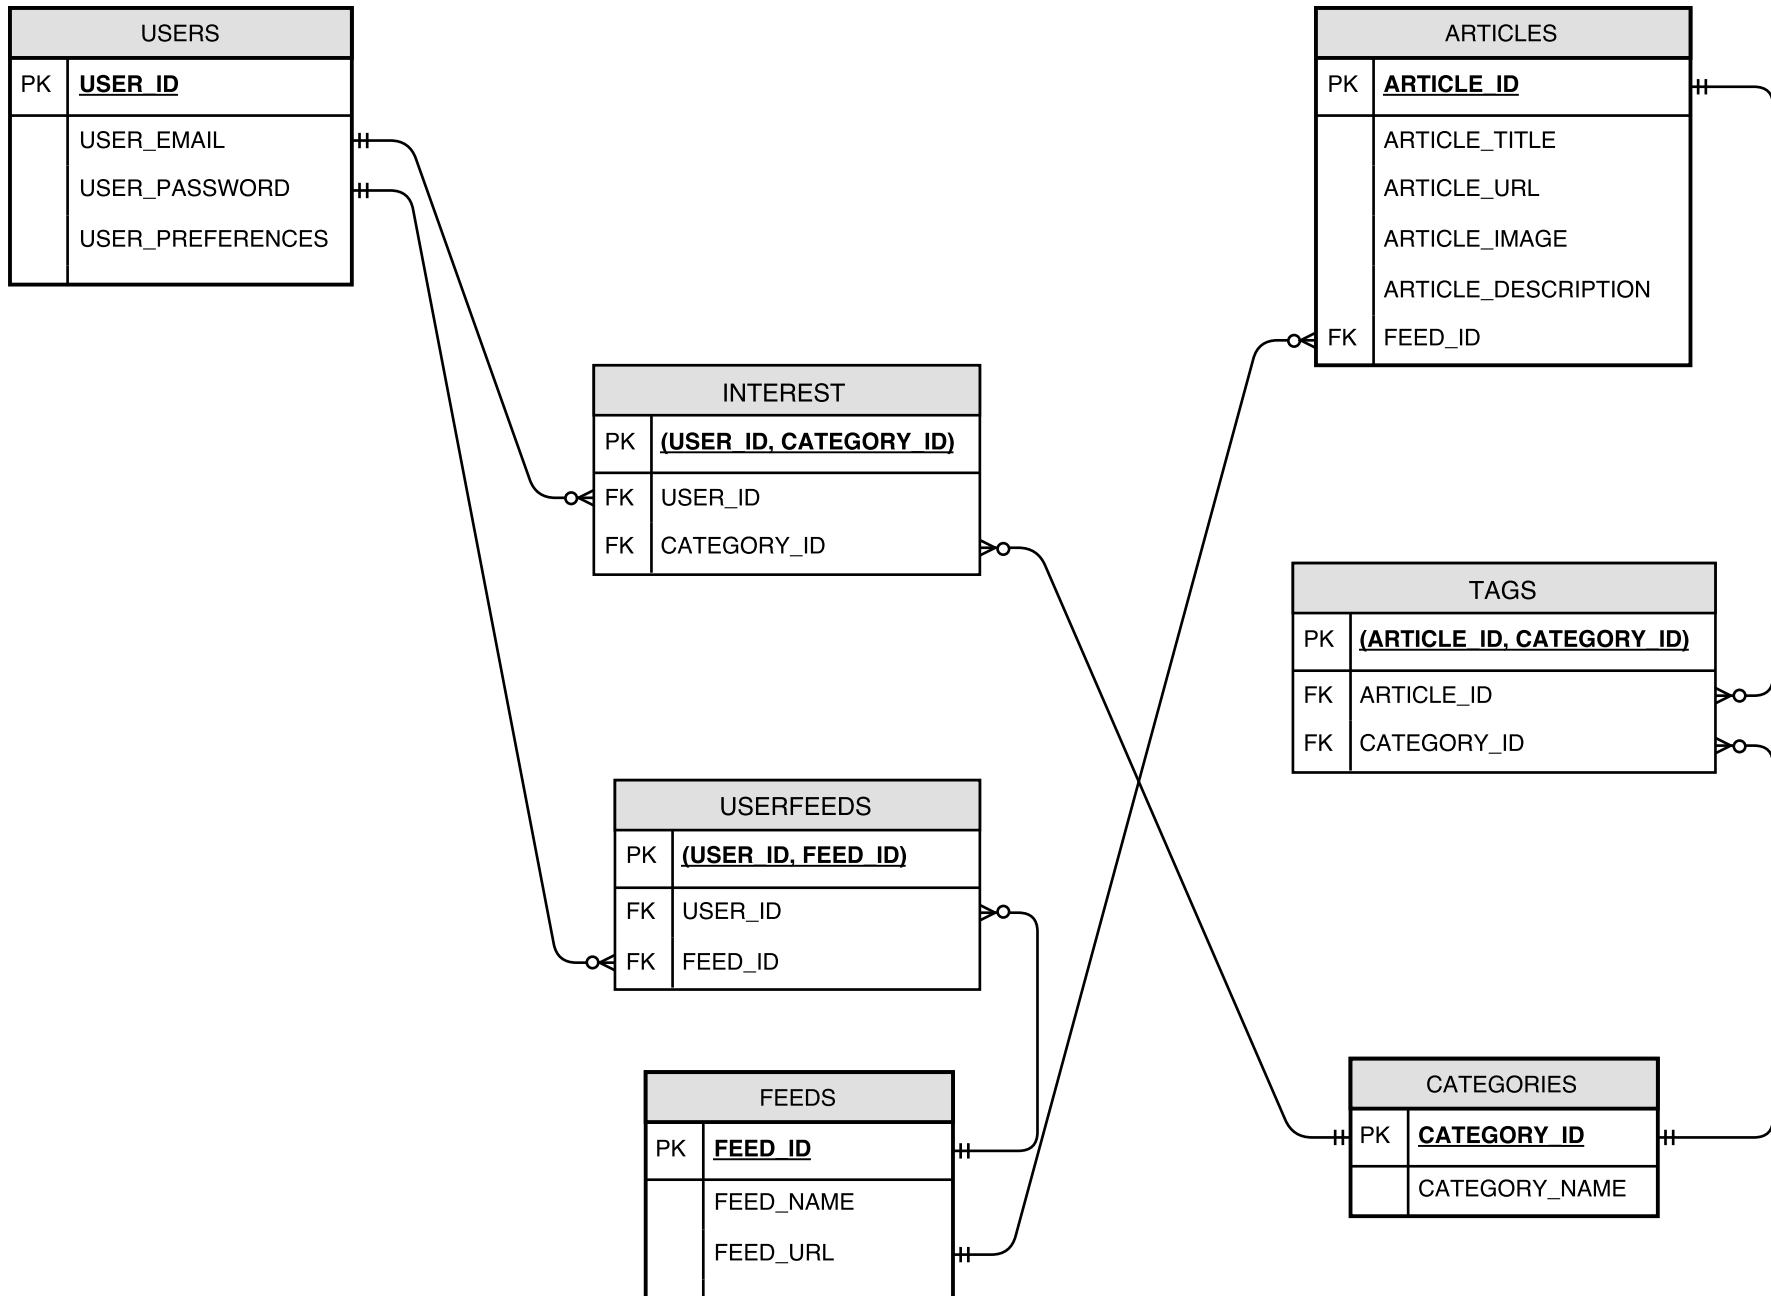 USERS
PK USER_ID
USER_EMAIL
USER_PASSWORD
USER_PREFERENCES
ARTICLES
PK ARTICLE_ID
ARTICLE_TITLE
ARTICLE_URL
ARTICLE_IMAGE
ARTICLE_DESCRIPTION
FK FEED_ID
INTEREST
PK (USER_ID, CATEGORY_ID)
FK USER_ID
FK CATEGORY_ID
TAGS
PK (ARTICLE_ID, CATEGORY_ID)
FK ARTICLE_ID
FK CATEGORY_ID
USERFEEDS
PK (USER_ID, FEED_ID)
FK USER_ID
FK FEED_ID
FEEDS
PK FEED_ID
FEED_NAME
FEED_URL
CATEGORIES
PK CATEGORY_ID
CATEGORY_NAME